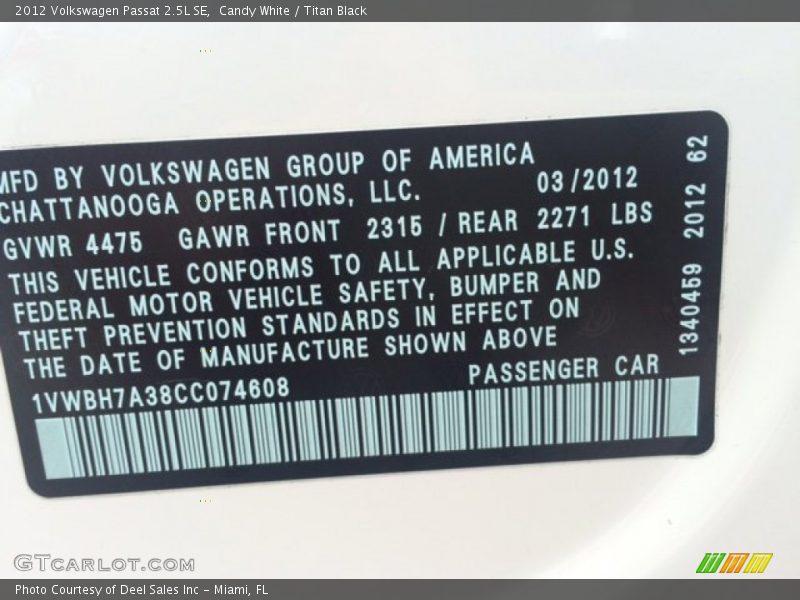 2012 Volkswagen Passat 2.5L SE,  Candy White / Titan Black
MFD BY VOLKSWAGEN GROUP OF AMERICA
CHATTANOOGA OPERATIONS, LLC. 03/2012
GVWR 4475 GAWR FRONT 2315 / REAR 2271 LBS
THIS VEHICLE CONFORMS TO ALL APPLICABLE U.S.
FEDERAL MOTOR VEHICLE SAFETY, BUMPER AND
THEFT PREVENTION STANDARDS IN EFFECT ON
THE DATE OF MANUFACTURE SHOWN ABOVE
1VWBH7A38CC074608 PASSENGER CAR
1340459 2012 62
GTCARLOT.COM
Photo Courtesy of Deel Sales Inc - Miami, FL